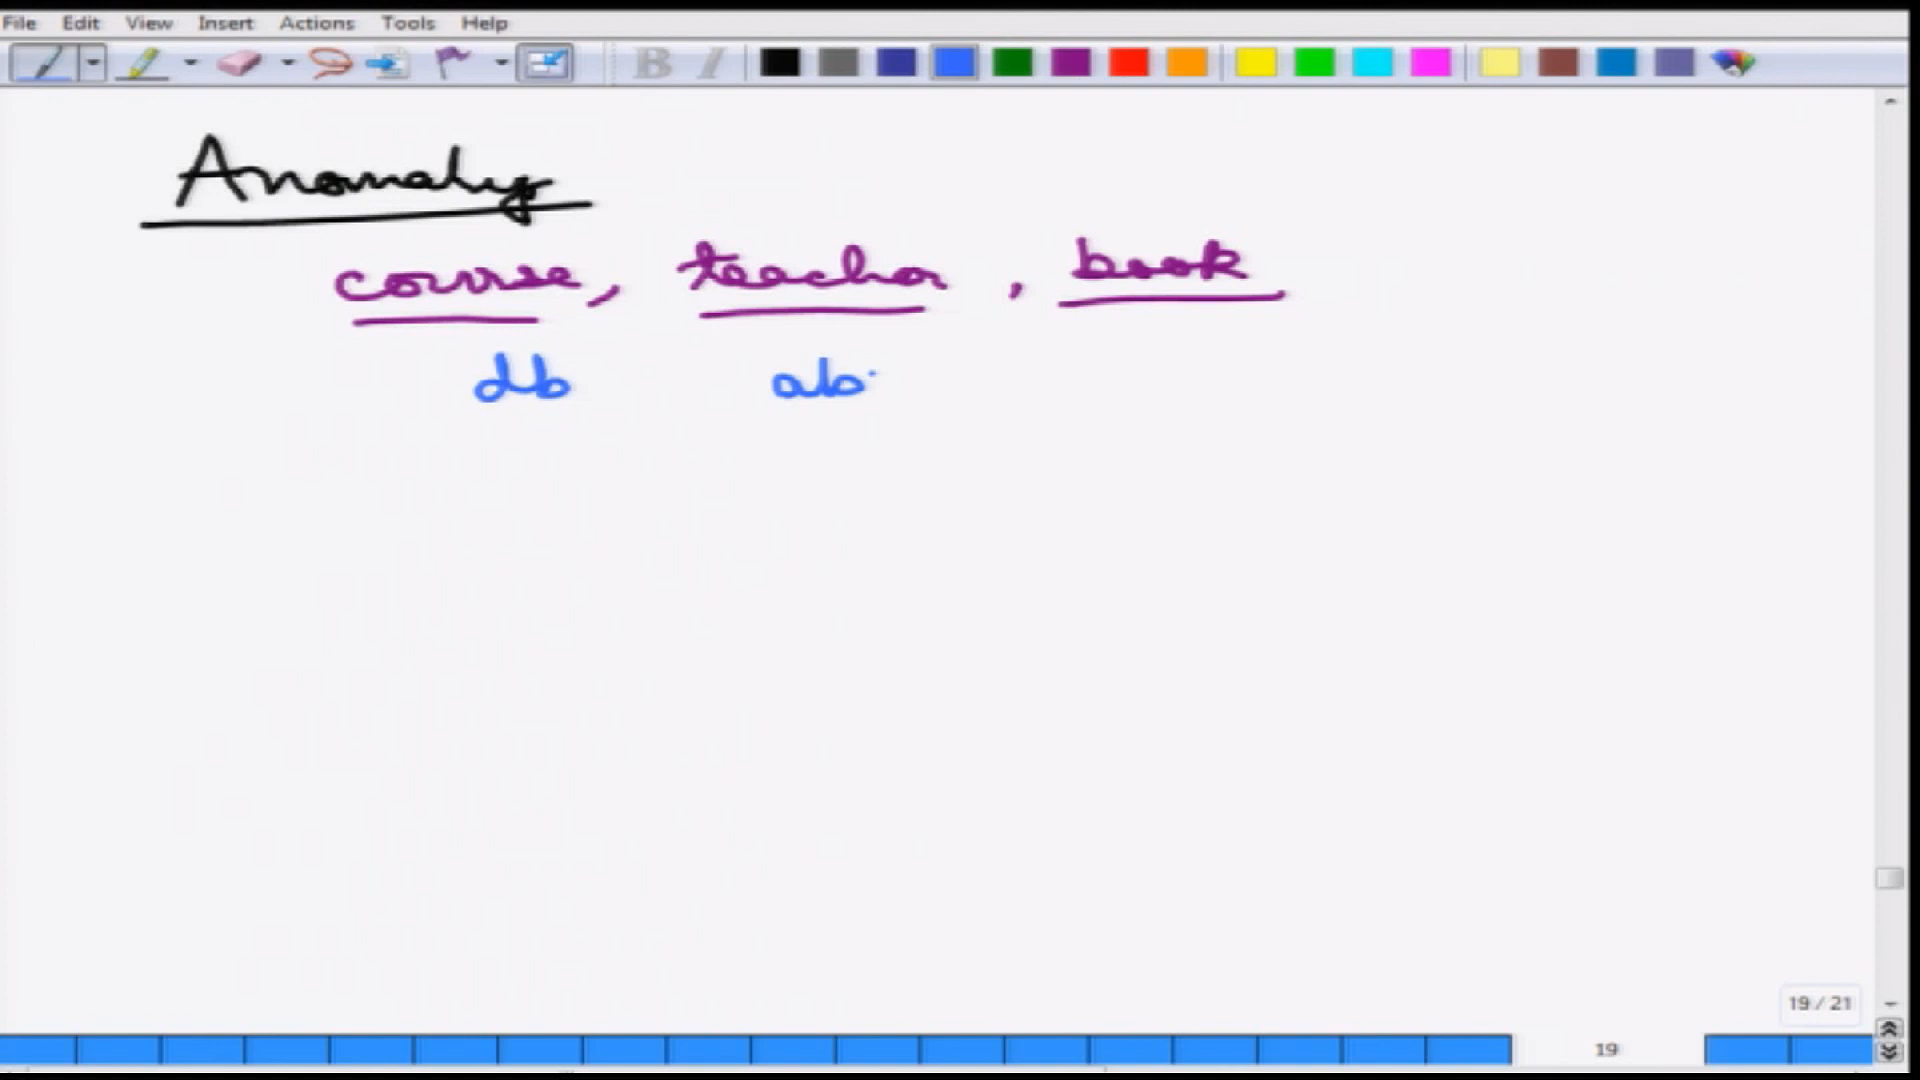 File Edit View Insert Actions Tools Help
B I
Anomaly
course, teacher, book
db ab
19 / 21
19